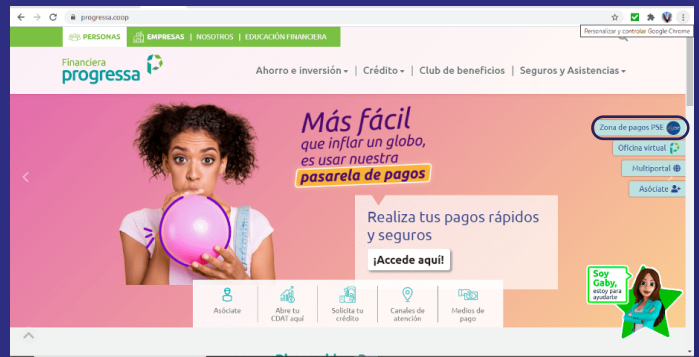 progressa.coop
Personalizar y controlar Google Chrome
PERSONAS
EMPRESAS | NOSOTROS | EDUCACIÓN FINANCIERA
Financiera
progressa
Ahorro e inversión | Crédito | Club de beneficios | Seguros y Asistencias
Más fácil
que inflar un globo,
es usar nuestra
pasarela de pagos
Zona de pagos PSE
Oficina virtual
Multiportal
Asóciate
Realiza tus pagos rápidos
y seguros
¡Accede aquí!
Soy
Gaby,
estoy para
ayudarte
Asóciate
Abre tu
CDAT aquí
Solicita tu
crédito
Canales de
atención
Medios de
pago